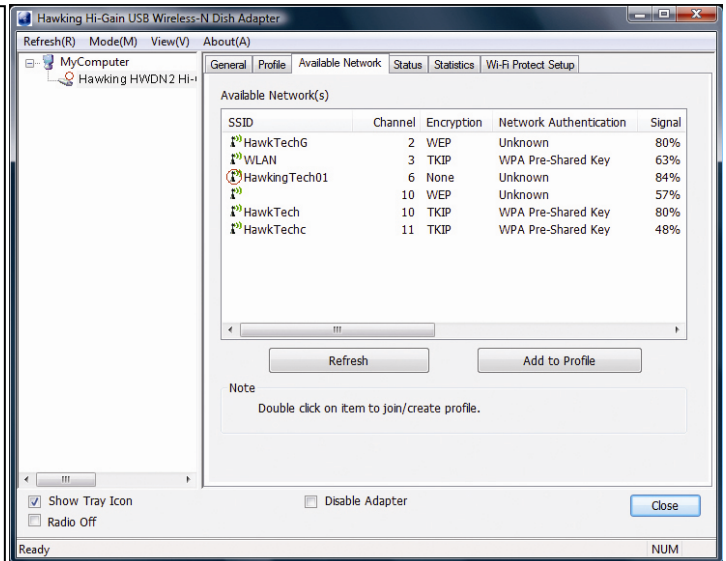 Hawking Hi-Gain USB Wireless-N Dish Adapter
Refresh(R) Mode(M) View(V) About(A)
MyComputer
Hawking HWDN2 Hi-
General Profile Available Network Status Statistics Wi-Fi Protect Setup
Available Network(s)
SSID Channel Encryption Network Authentication Signal
HawkTechG 2 WEP Unknown 80%
WLAN 3 TKIP WPA Pre-Shared Key 63%
HawkingTech01 6 None Unknown 84%
10 WEP Unknown 57%
HawkTech 10 TKIP WPA Pre-Shared Key 80%
HawkTechc 11 TKIP WPA Pre-Shared Key 48%
Refresh Add to Profile
Note
Double click on item to join/create profile.
Show Tray Icon Disable Adapter Close
Radio Off
Ready NUM